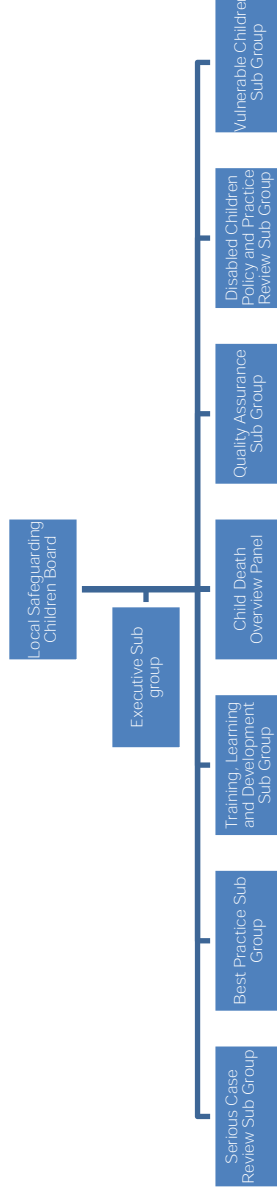 Local Safeguarding
Children Board
Executive Sub
group
Serious Case
Review Sub Group
Best Practice Sub
Group
Training, Learning
and Development
Sub Group
Child Death
Overview Panel
Quality Assurance
Sub Group
Disabled Children
Policy and Practice
Review Sub Group
Vulnerable Children
Sub Group